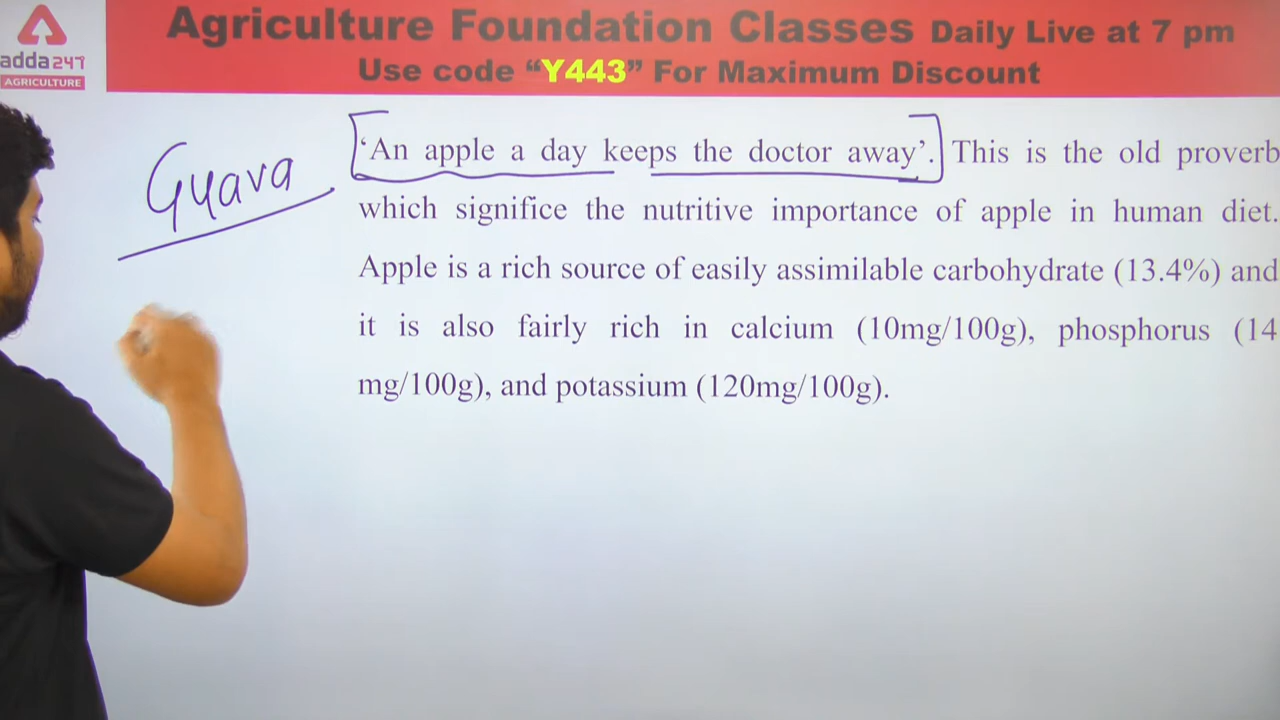 Agriculture Foundation Classes Daily Live at 7 pm
Use code “Y443” For Maximum Discount
adda247
AGRICULTURE
Guava
‘An apple a day keeps the doctor away’. This is the old proverb
which significe the nutritive importance of apple in human diet.
Apple is a rich source of easily assimilable carbohydrate (13.4%) and
it is also fairly rich in calcium (10mg/100g), phosphorus (14
mg/100g), and potassium (120mg/100g).